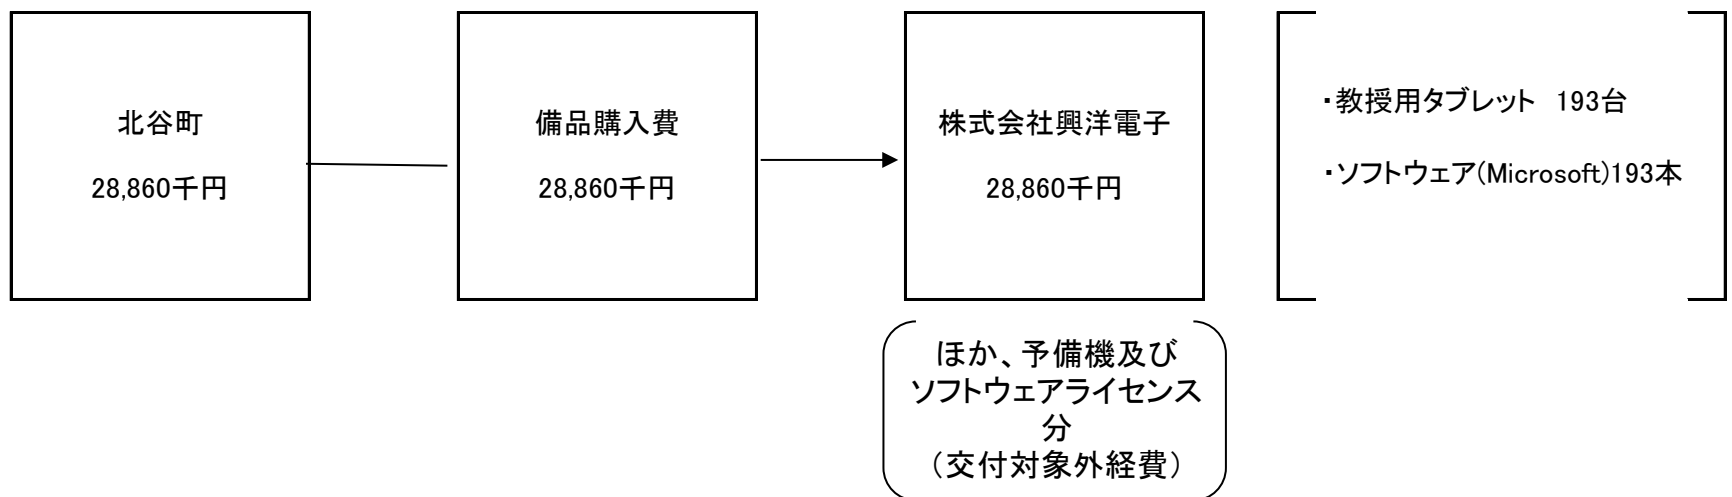 北谷町
28,860千円
備品購入費
28,860千円
株式会社興洋電子
28,860千円
・教授用タブレット　193台
・ソフトウェア(Microsoft)193本
ほか、予備機及び
ソフトウェアライセンス
分
（交付対象外経費）